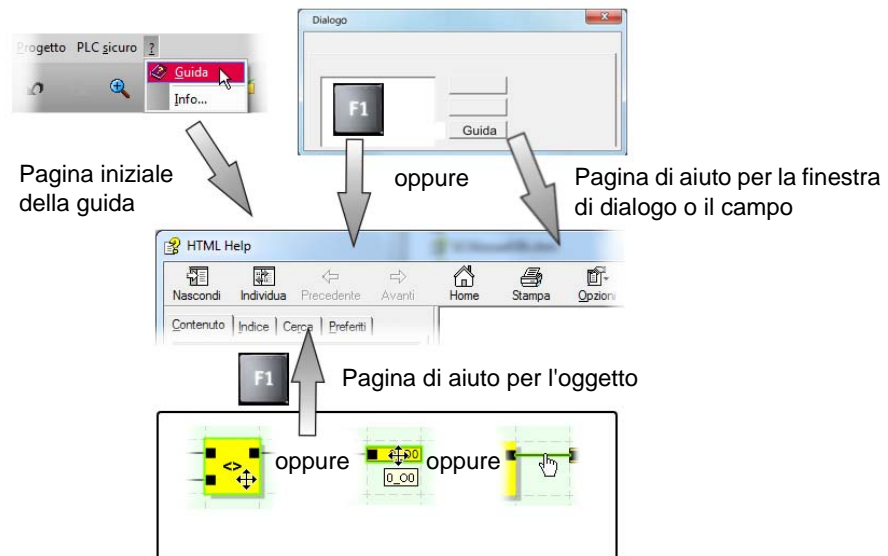 Dialogo
Progetto PLC sicuro ?
Guida
Info...
F1
Guida
Pagina iniziale
della guida
oppure
Pagina di aiuto per la finestra
di dialogo o il campo
HTML Help
Nascondi Individua Precedente Avanti Home Stampa Opzioni
Contenuto Indice Cerca Preferiti
F1
Pagina di aiuto per l'oggetto
<>
oppure
oppure
0_O0